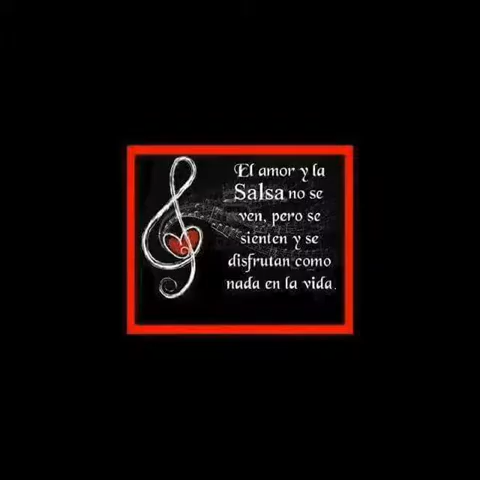 El amor y la
Salsa no se
ven, pero se
sienten y se
disfrutan como
nada en la vida.